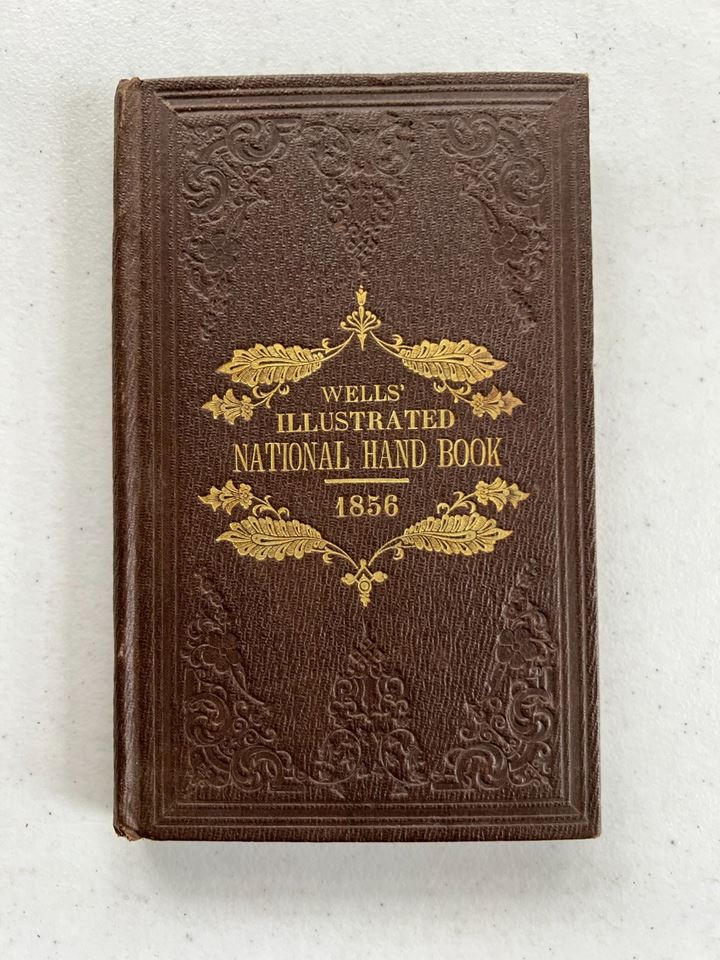 WELLS'
ILLUSTRATED
NATIONAL HAND BOOK
1856